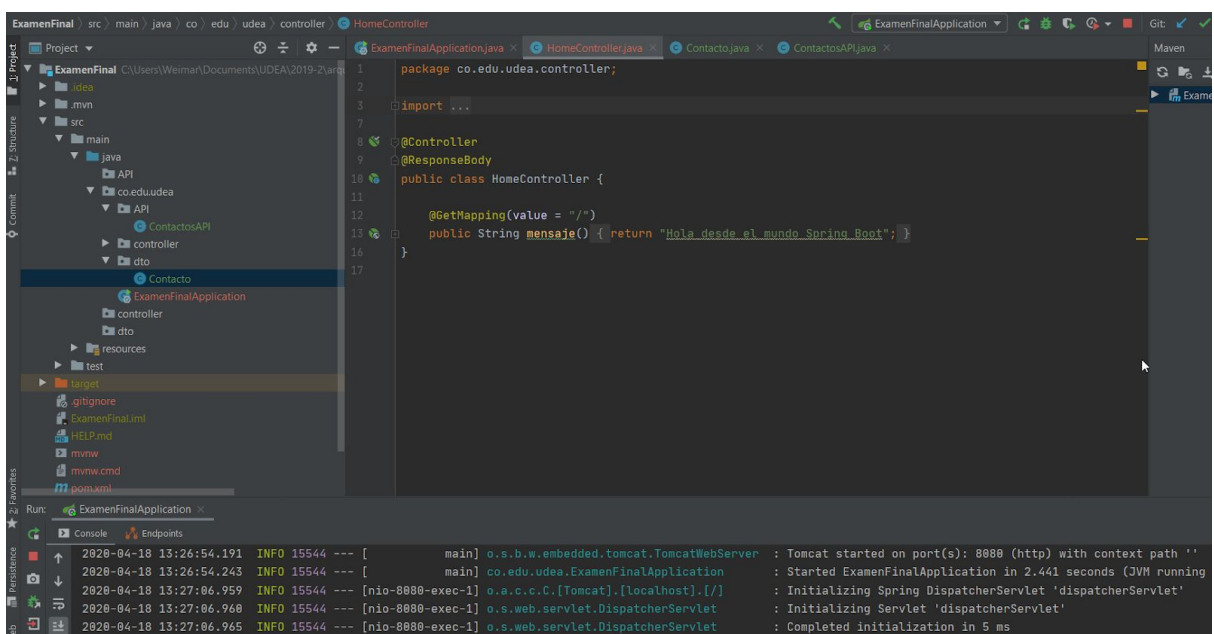 ExamenFinal › src › main › java › co › edu › udea › controller › HomeController
ExamenFinalApplication
Git:
1: Project
Project
ExamenFinalApplication.java
HomeController.java
Contacto.java
ContactosAPI.java
Maven
ExamenFinal C:\Users\Weimar\Documents\UDEA\2019-2\arqu
.idea
.mvn
src
main
java
API
co.edu.udea
API
ContactosAPI
controller
dto
Contacto
ExamenFinalApplication
controller
dto
resources
test
target
.gitignore
ExamenFinal.iml
HELP.md
mvnw
mvnw.cmd
pom.xml
Z: Structure
Commit
2: Favorites
Persistence
1 package co.edu.udea.controller;
2
3 import ...
7
8 @Controller
9 @ResponseBody
10 public class HomeController {
11
12 @GetMapping(value = "/")
13 public String mensaje() { return "Hola desde el mundo Spring Boot"; }
16 }
17
Exame
Run: ExamenFinalApplication
Console Endpoints
2020-04-18 13:26:54.191 INFO 15544 --- [ main] o.s.b.w.embedded.tomcat.TomcatWebServer : Tomcat started on port(s): 8080 (http) with context path ''
2020-04-18 13:26:54.243 INFO 15544 --- [ main] co.edu.udea.ExamenFinalApplication : Started ExamenFinalApplication in 2.441 seconds (JVM running
2020-04-18 13:27:06.959 INFO 15544 --- [nio-8080-exec-1] o.a.c.c.C.[Tomcat].[localhost].[/] : Initializing Spring DispatcherServlet 'dispatcherServlet'
2020-04-18 13:27:06.960 INFO 15544 --- [nio-8080-exec-1] o.s.web.servlet.DispatcherServlet : Initializing Servlet 'dispatcherServlet'
2020-04-18 13:27:06.965 INFO 15544 --- [nio-8080-exec-1] o.s.web.servlet.DispatcherServlet : Completed initialization in 5 ms